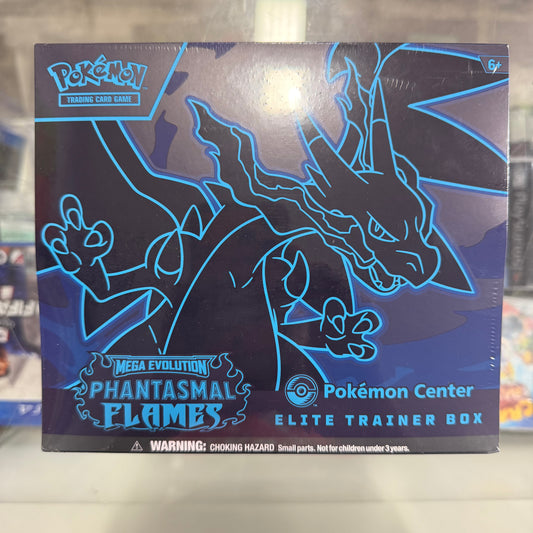 POKéMON
TRADING CARD GAME
6+
MEGA EVOLUTION
PHANTASMAL
FLAMES
Pokémon Center
ELITE TRAINER BOX
⚠ WARNING: CHOKING HAZARD Small parts. Not for children under 3 years.